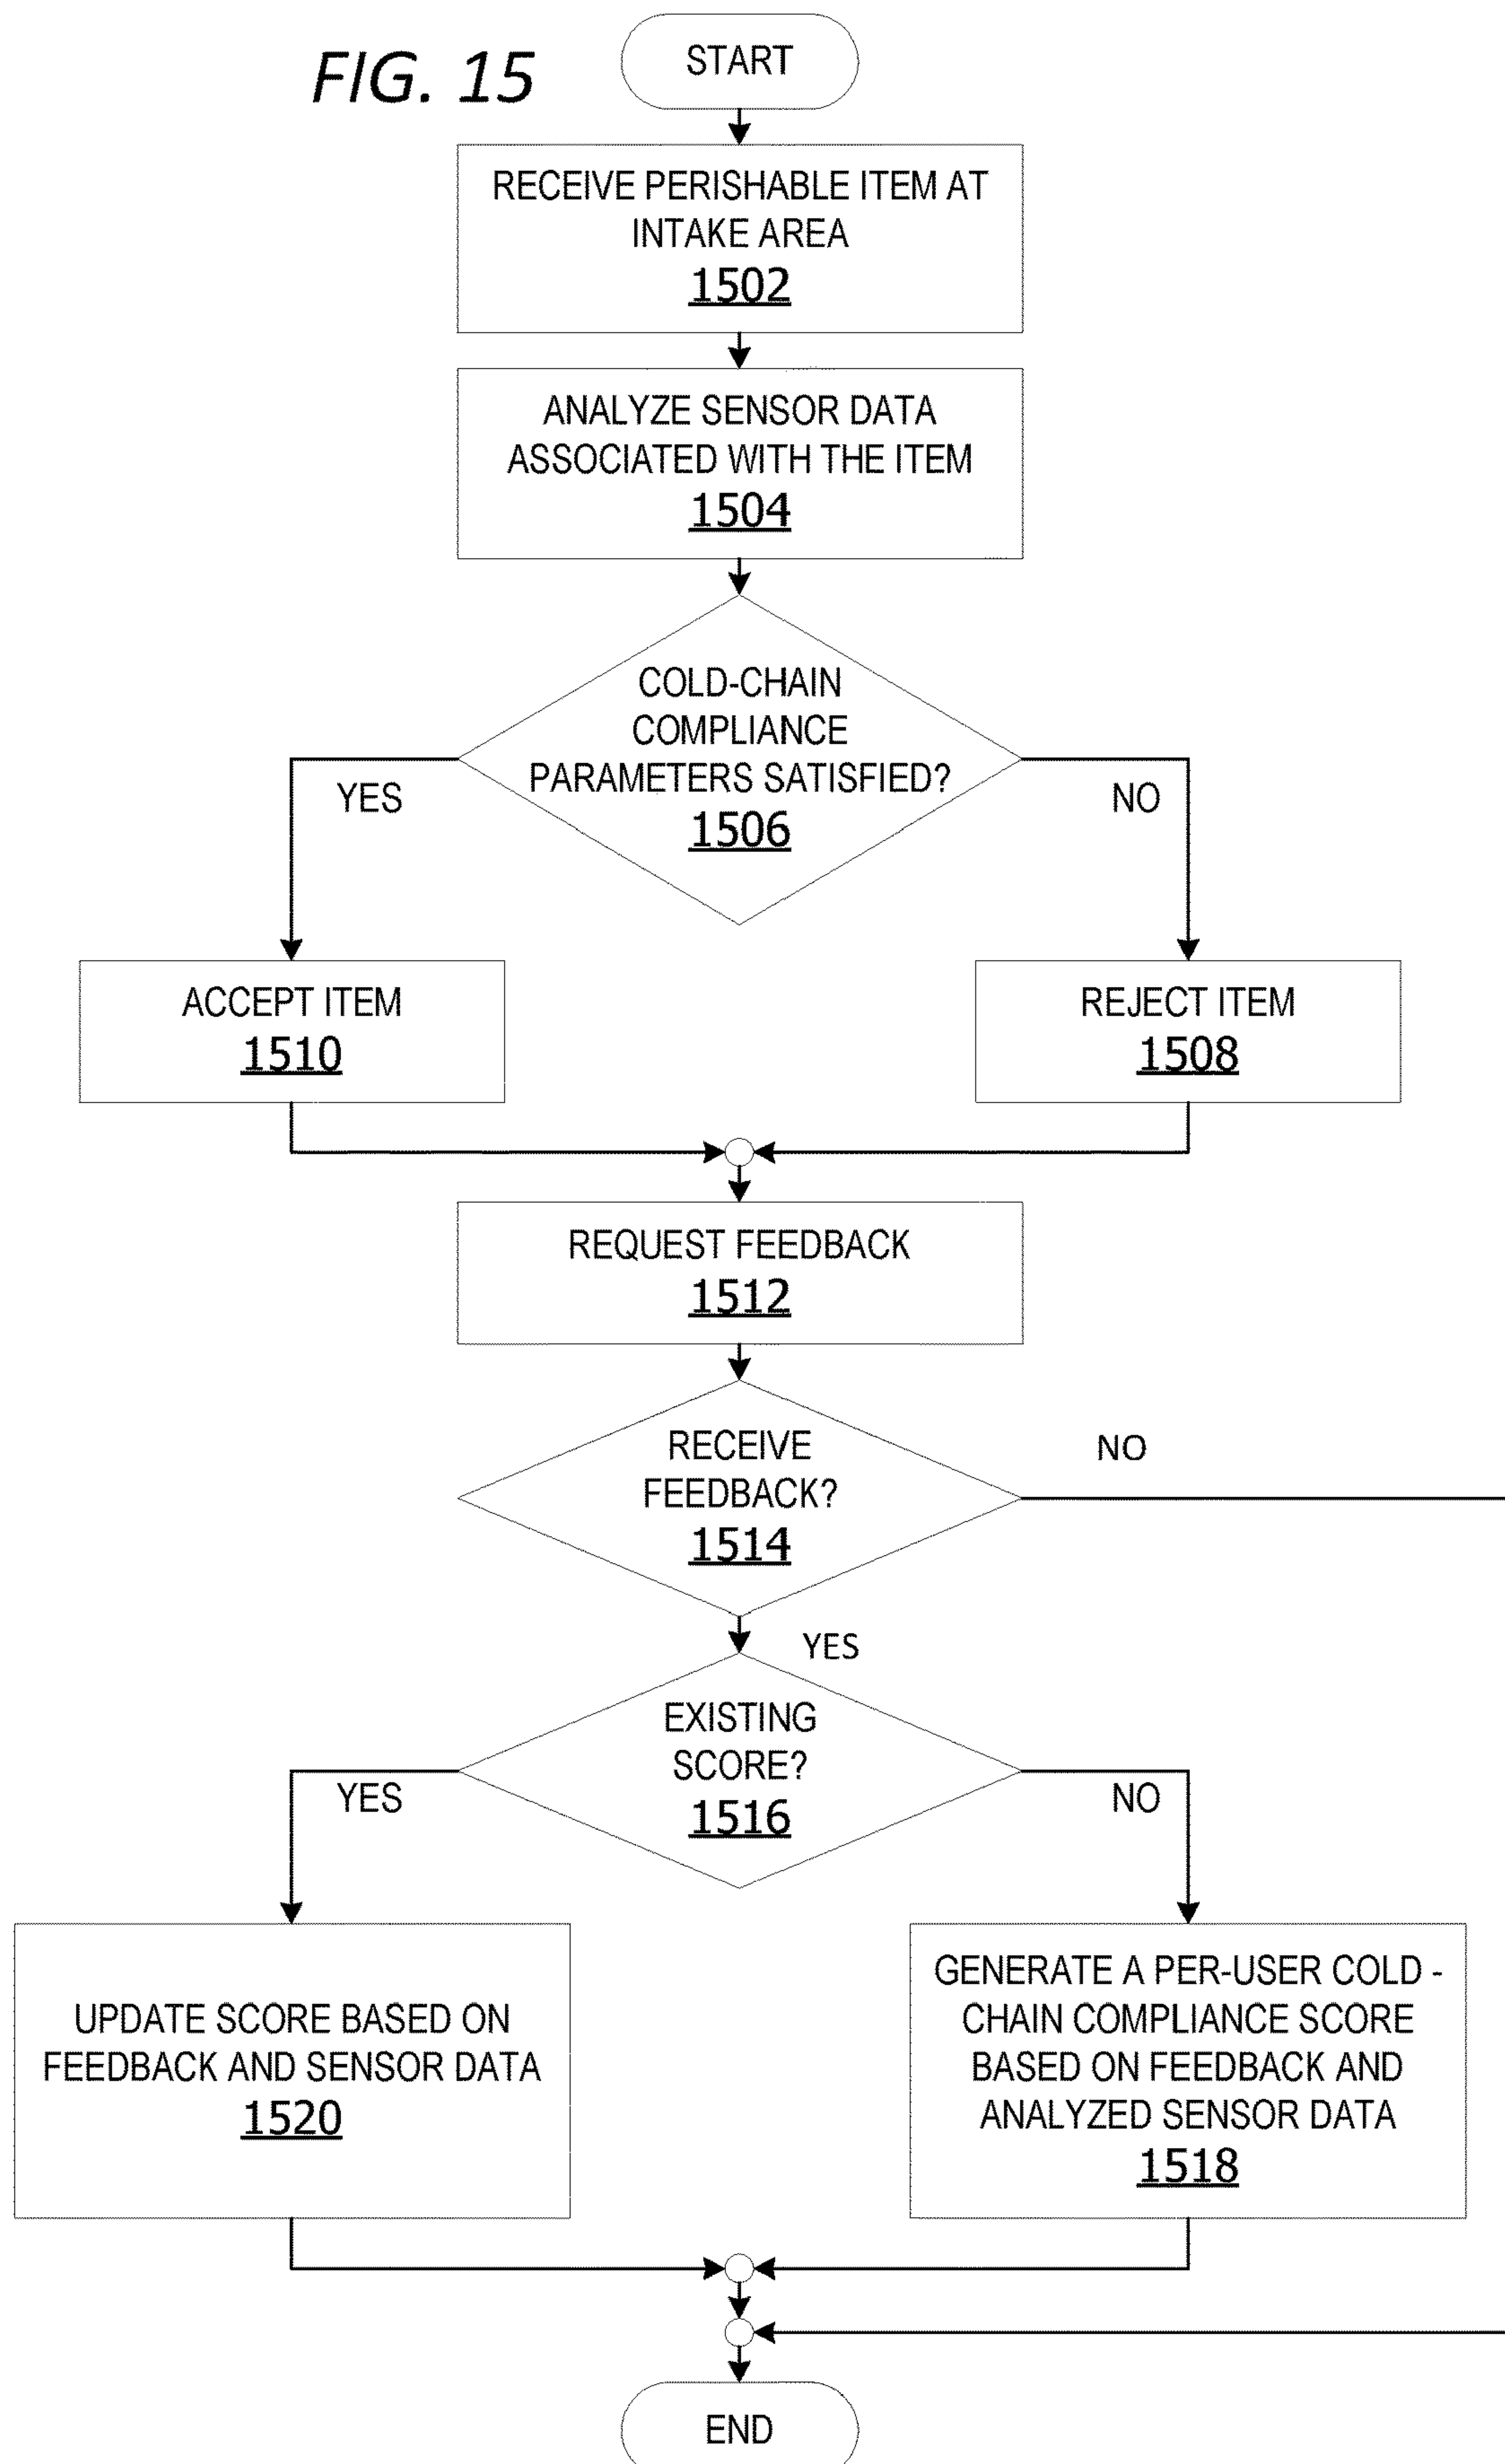 FIG. 15
START
RECEIVE PERISHABLE ITEM AT
INTAKE AREA
1502
ANALYZE SENSOR DATA
ASSOCIATED WITH THE ITEM
1504
COLD-CHAIN
COMPLIANCE
PARAMETERS SATISFIED?
1506
YES
NO
ACCEPT ITEM
1510
REJECT ITEM
1508
REQUEST FEEDBACK
1512
RECEIVE
FEEDBACK?
1514
NO
YES
EXISTING
SCORE?
1516
YES
NO
UPDATE SCORE BASED ON
FEEDBACK AND SENSOR DATA
1520
GENERATE A PER-USER COLD -
CHAIN COMPLIANCE SCORE
BASED ON FEEDBACK AND
ANALYZED SENSOR DATA
1518
END